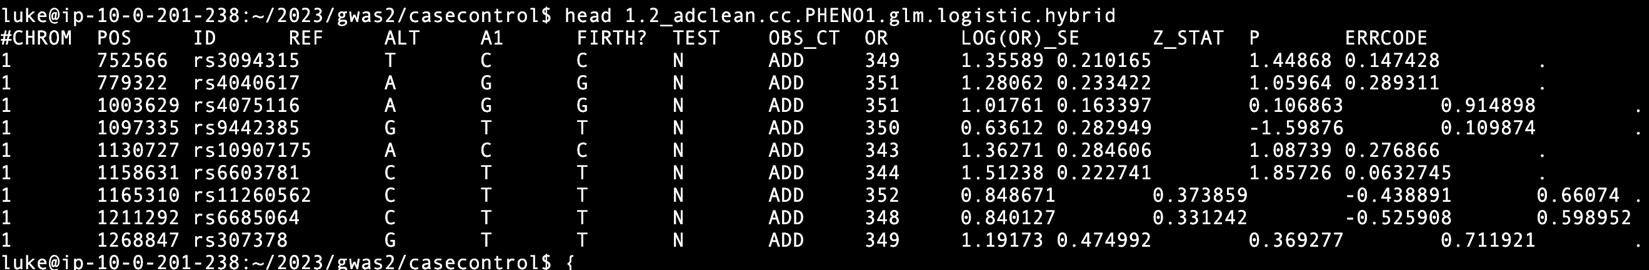 luke@ip-10-0-201-238:~/2023/gwas2/casecontrol$ head 1.2_adclean.cc.PHENO1.glm.logistic.hybrid
#CHROM POS ID REF ALT A1 FIRTH? TEST OBS_CT OR LOG(OR)_SE Z_STAT P ERRCODE
1 752566 rs3094315 T C C N ADD 349 1.35589 0.210165 1.44868 0.147428 .
1 779322 rs4040617 A G G N ADD 351 1.28062 0.233422 1.05964 0.289311 .
1 1003629 rs4075116 A G G N ADD 351 1.01761 0.163397 0.106863 0.914898 .
1 1097335 rs9442385 G T T N ADD 350 0.63612 0.282949 -1.59876 0.109874 .
1 1130727 rs10907175 A C C N ADD 343 1.36271 0.284606 1.08739 0.276866 .
1 1158631 rs6603781 C T T N ADD 344 1.51238 0.222741 1.85726 0.0632745 .
1 1165310 rs11260562 C T T N ADD 352 0.848671 0.373859 -0.438891 0.66074 .
1 1211292 rs6685064 C T T N ADD 348 0.840127 0.331242 -0.525908 0.598952 .
1 1268847 rs307378 G T T N ADD 349 1.19173 0.474992 0.369277 0.711921 .
luke@ip-10-0-201-238:~/2023/gwas2/casecontrol$ {